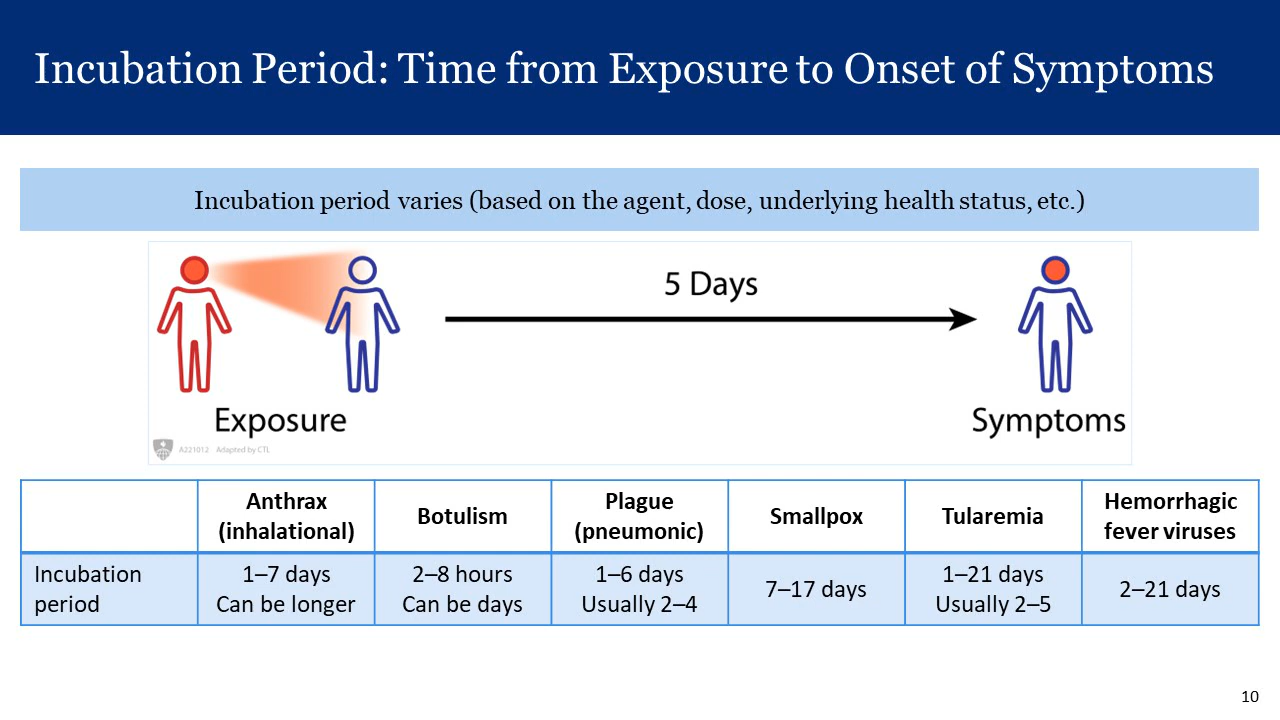 Incubation Period: Time from Exposure to Onset of Symptoms
Incubation period varies (based on the agent, dose, underlying health status, etc.)
5 Days
Exposure
Symptoms
A221012 Adapted by CTL
Anthrax
(inhalational)
Botulism
Plague
(pneumonic)
Smallpox
Tularemia
Hemorrhagic
fever viruses
Incubation
period
1–7 days
Can be longer
2–8 hours
Can be days
1–6 days
Usually 2–4
7–17 days
1–21 days
Usually 2–5
2–21 days
10